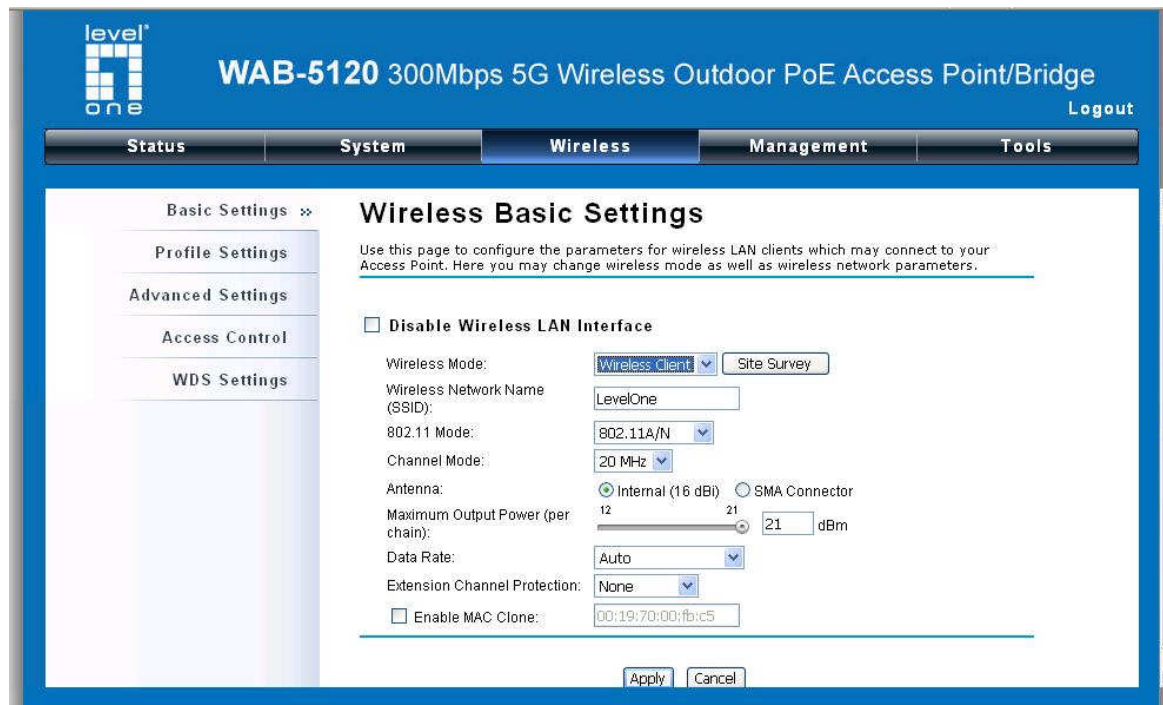 level
one
WAB-5120 300Mbps 5G Wireless Outdoor PoE Access Point/Bridge
Logout
Status System Wireless Management Tools
Basic Settings »
Profile Settings
Advanced Settings
Access Control
WDS Settings
Wireless Basic Settings
Use this page to configure the parameters for wireless LAN clients which may connect to your
Access Point. Here you may change wireless mode as well as wireless network parameters.
Disable Wireless LAN Interface
Wireless Mode: Wireless Client Site Survey
Wireless Network Name
(SSID): LevelOne
802.11 Mode: 802.11A/N
Channel Mode: 20 MHz
Antenna: Internal (16 dBi) SMA Connector
12 21
Maximum Output Power (per
chain): 21 dBm
Data Rate: Auto
Extension Channel Protection: None
Enable MAC Clone: 00:19:70:00:fb:c5
Apply Cancel